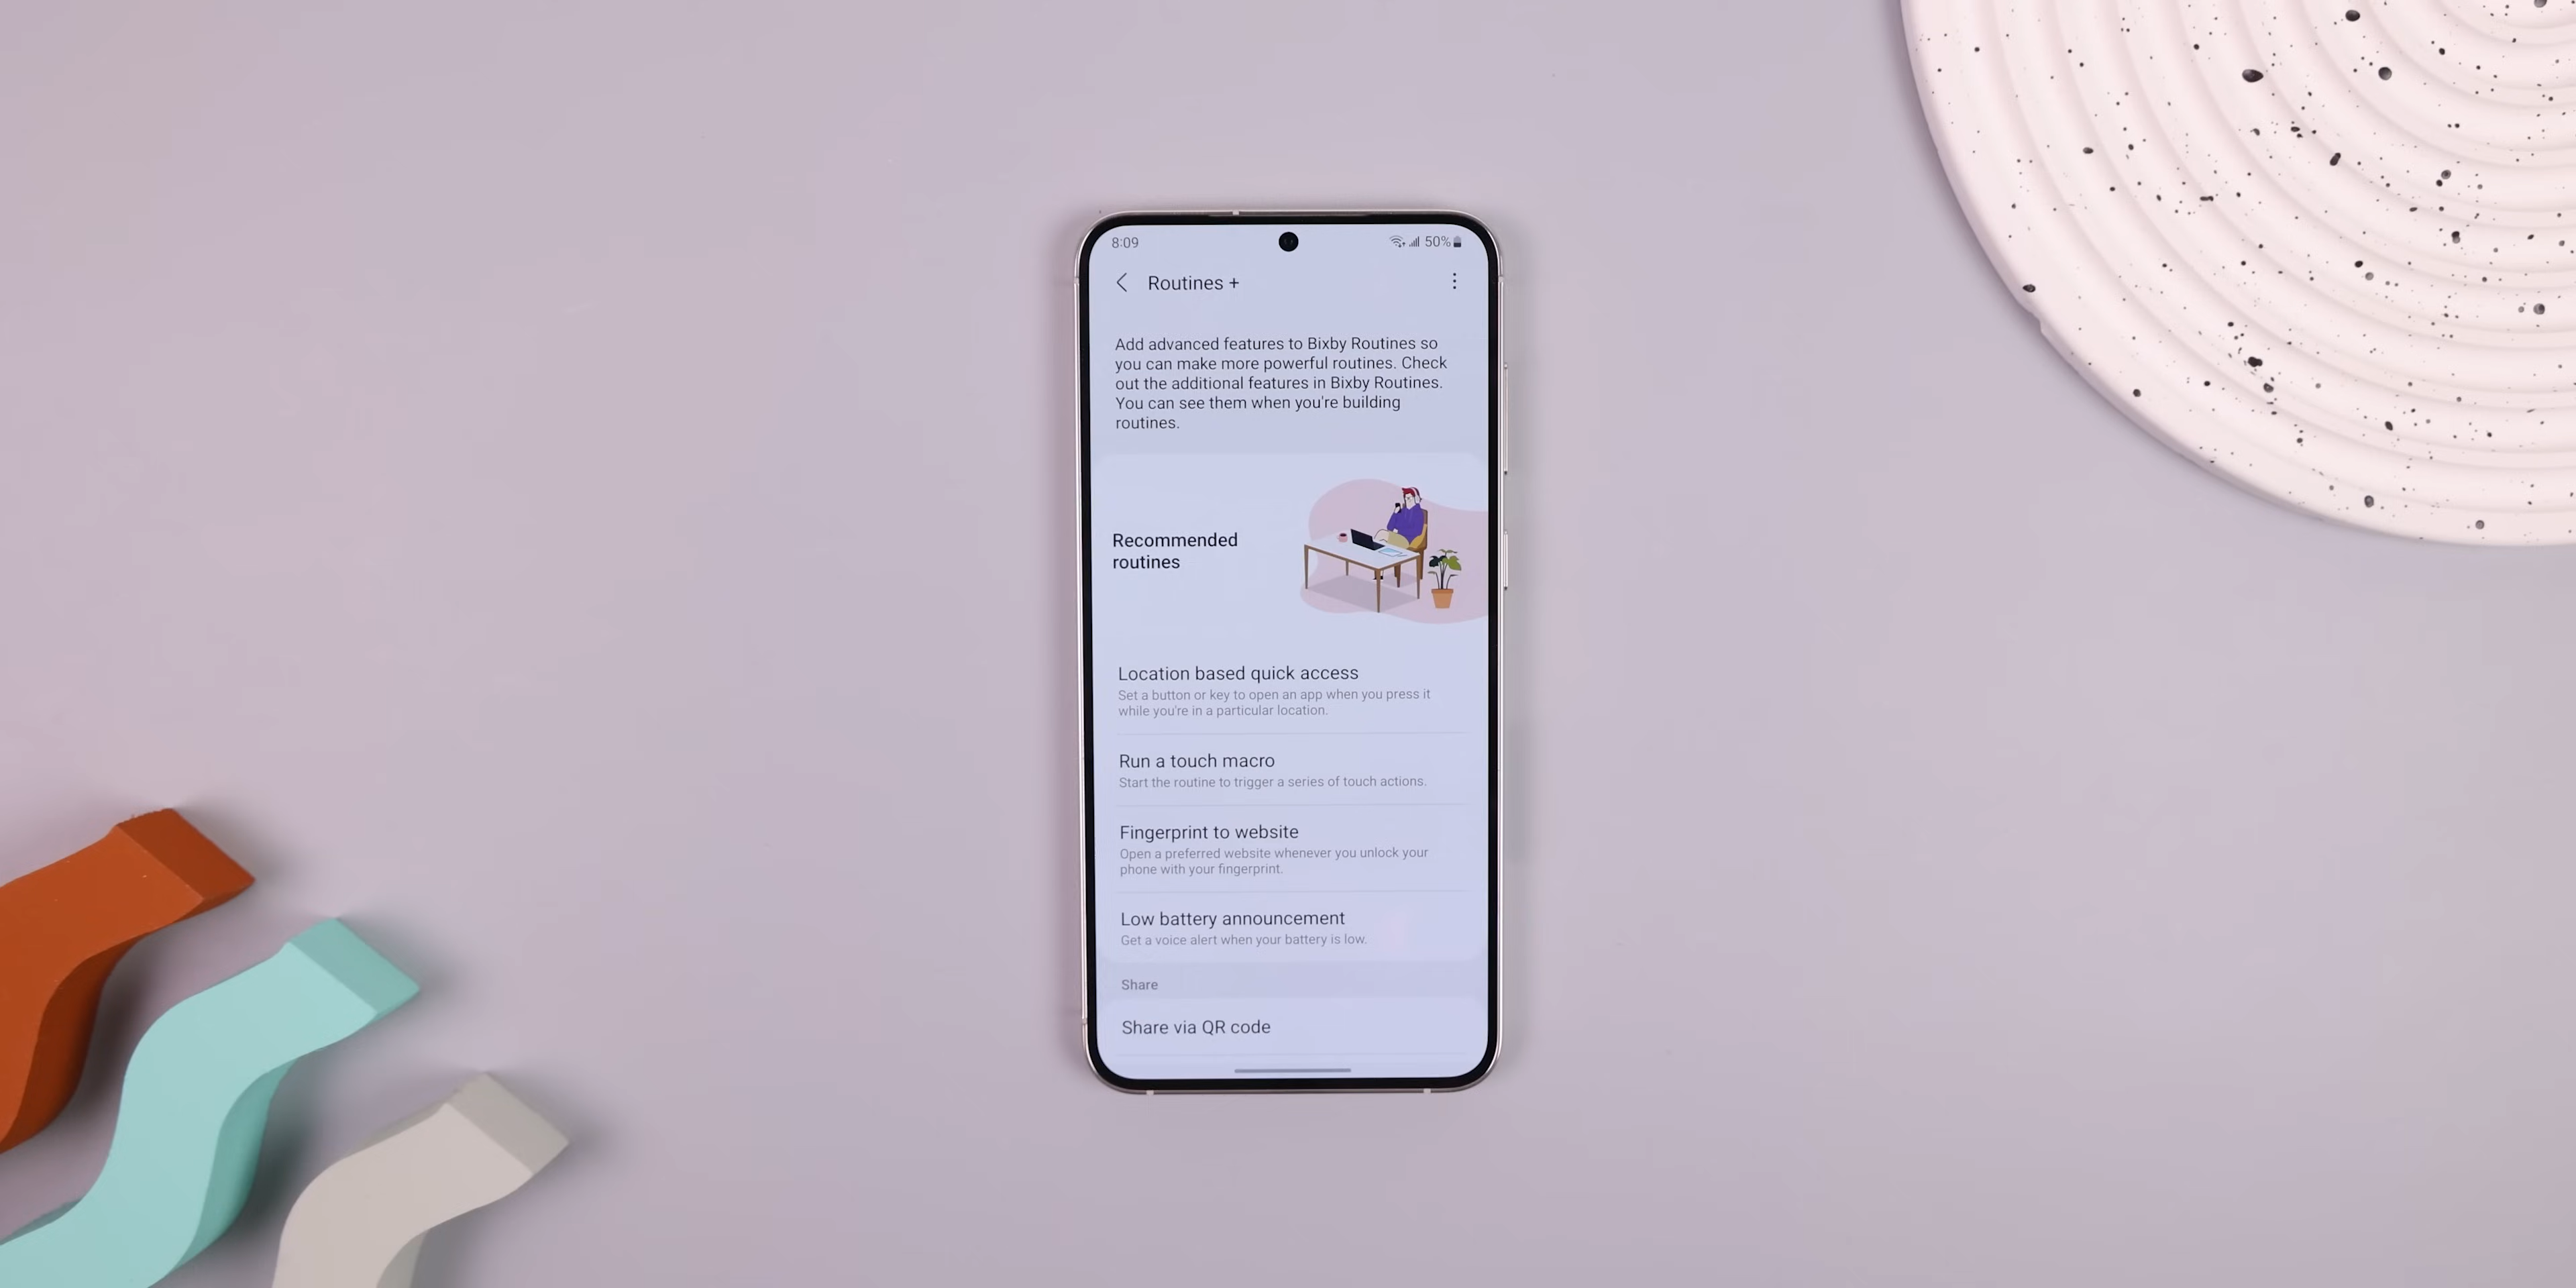 8:09
50%
Routines +
Add advanced features to Bixby Routines so
you can make more powerful routines. Check
out the additional features in Bixby Routines.
You can see them when you're building
routines.
Recommended
routines
Location based quick access
Set a button or key to open an app when you press it
while you're in a particular location.
Run a touch macro
Start the routine to trigger a series of touch actions.
Fingerprint to website
Open a preferred website whenever you unlock your
phone with your fingerprint.
Low battery announcement
Get a voice alert when your battery is low.
Share
Share via QR code